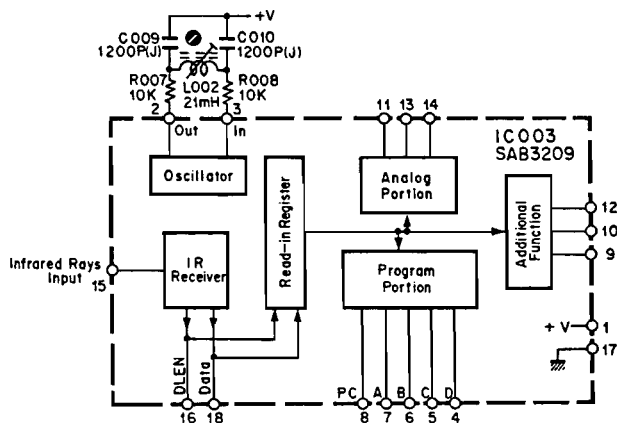 +V
C009
1200P(J)
C010
1200P(J)
R007
10K
L002
21mH
R008
10K
2
Out
3
In
11
13
14
IC003
SAB3209
Oscillator
Read-in Register
Analog
Portion
Additional
Function
12
10
9
Infrared Rays
Input
15
IR
Receiver
Program
Portion
+V
1
17
DLEN
Data
PC
A
B
C
D
16
18
8
7
6
5
4